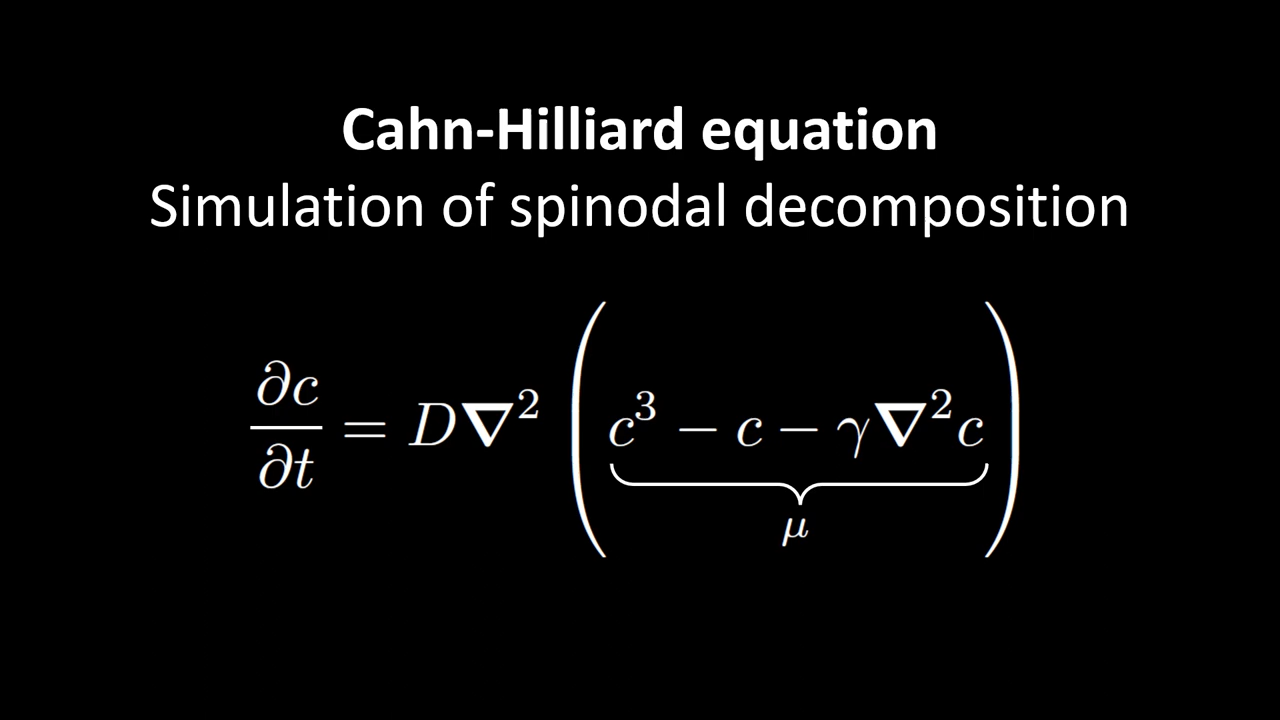 Cahn-Hilliard equation
Simulation of spinodal decomposition
∂c/∂t = D∇² (c³ − c − γ∇²c)
μ